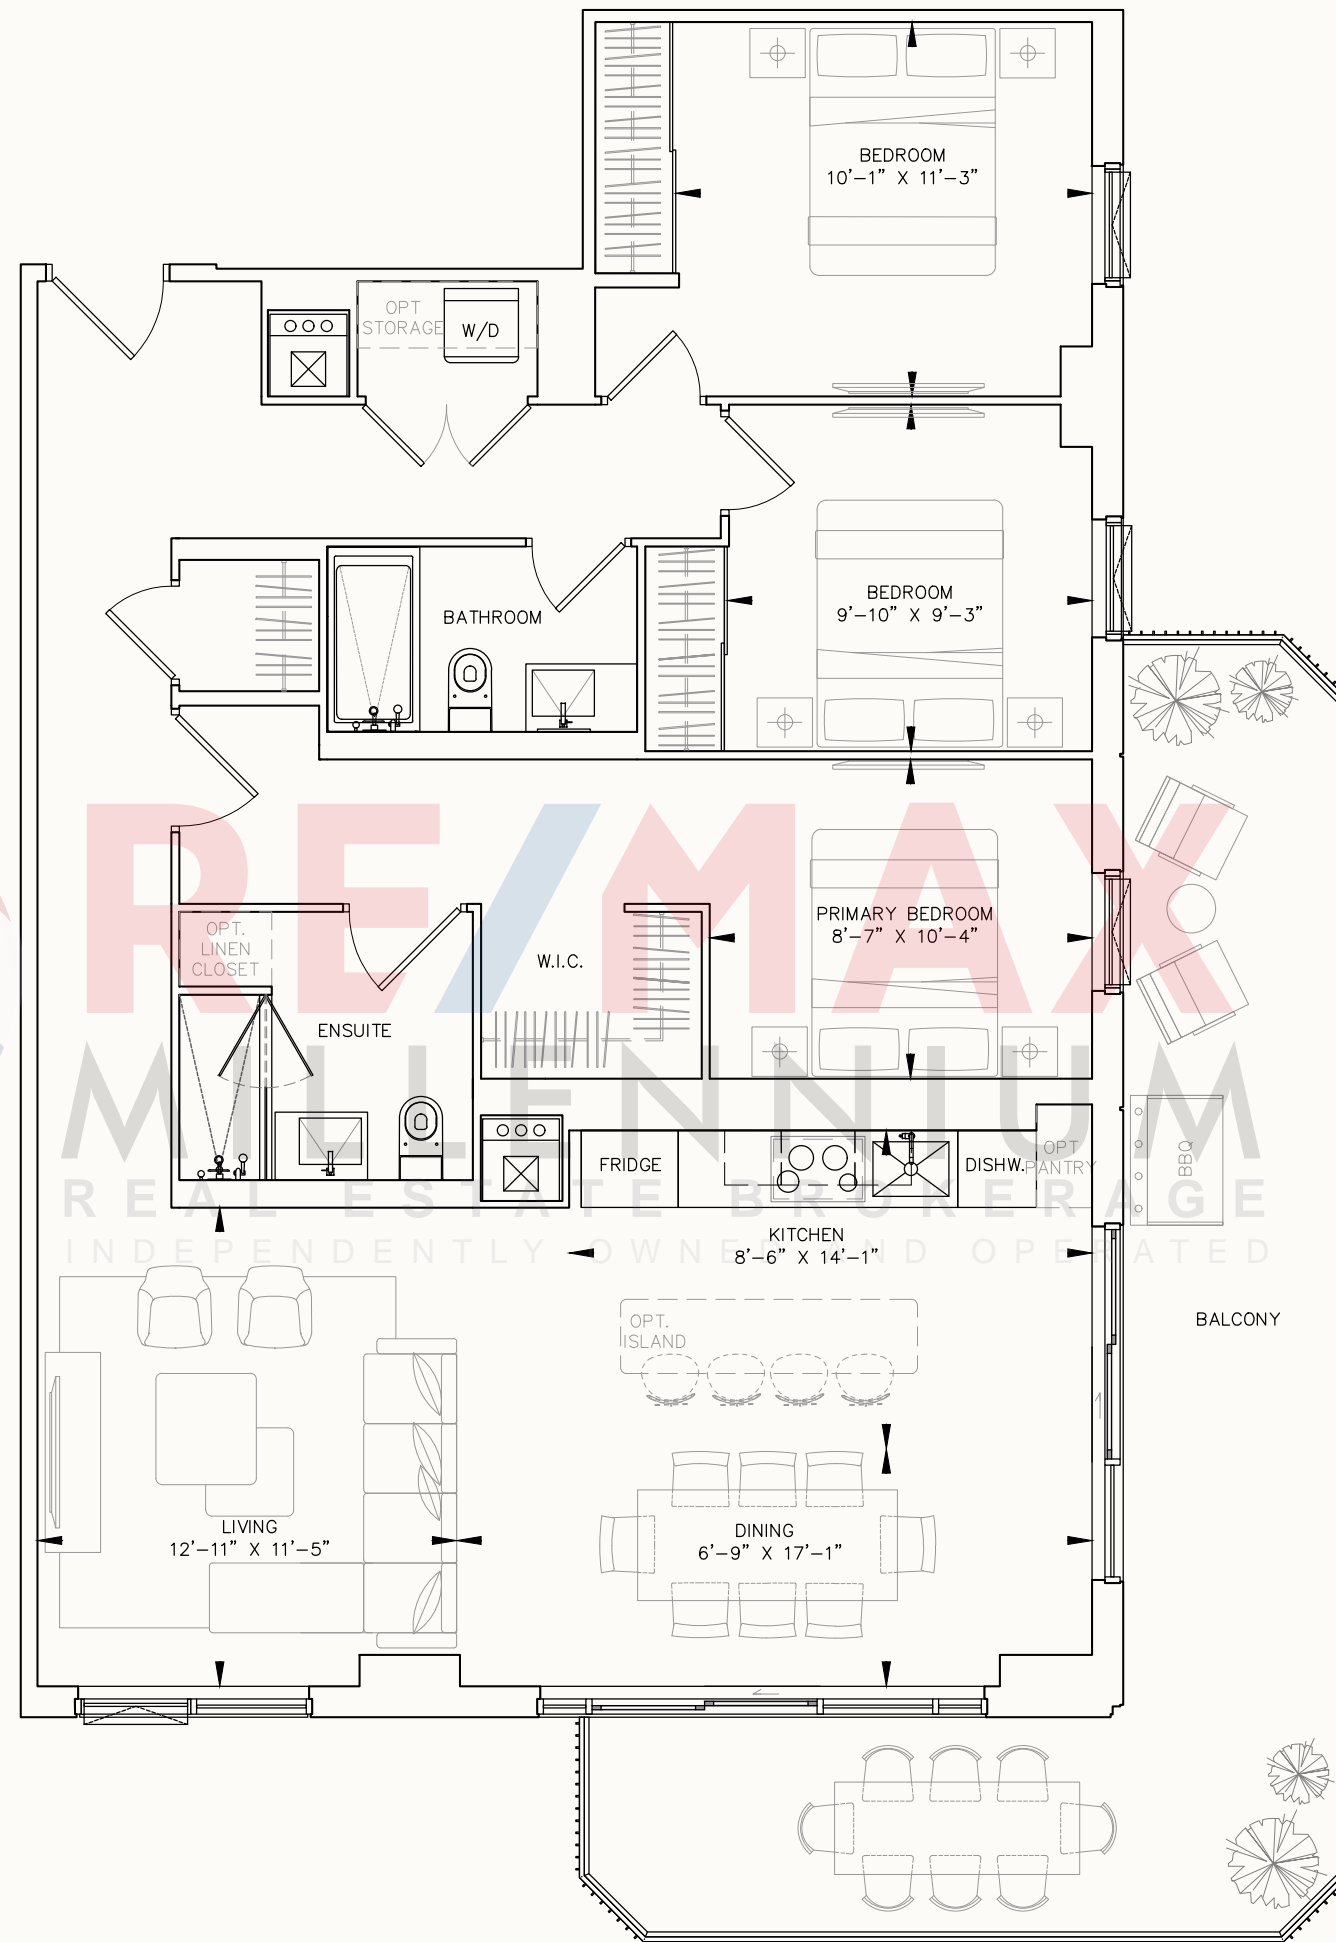 BEDROOM
10'-1" X 11'-3"
OPT
STORAGE
W/D
BEDROOM
9'-10" X 9'-3"
BATHROOM
RE/MAX
PRIMARY BEDROOM
8'-7" X 10'-4"
OPT.
LINEN
CLOSET
W.I.C.
ENSUITE
MILLENNIUM
FRIDGE
DISHW.
OPT
PANTRY
BBQ
REAL ESTATE BROKERAGE
KITCHEN
8'-6" X 14'-1"
INDEPENDENTLY OWNED AND OPERATED
OPT.
ISLAND
BALCONY
LIVING
12'-11" X 11'-5"
DINING
6'-9" X 17'-1"